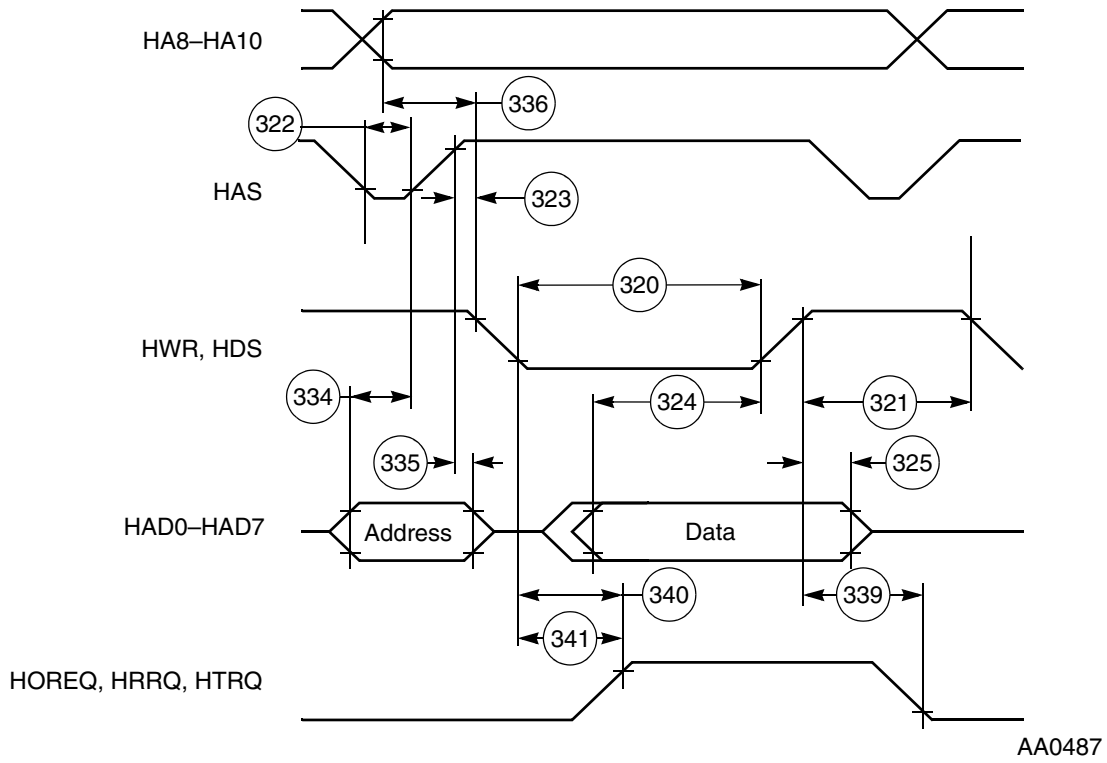 HA8–HA10
336
322
HAS
323
320
HWR, HDS
334
324
321
335
325
HAD0–HAD7
Address
Data
340
339
341
HOREQ, HRRQ, HTRQ
AA0487